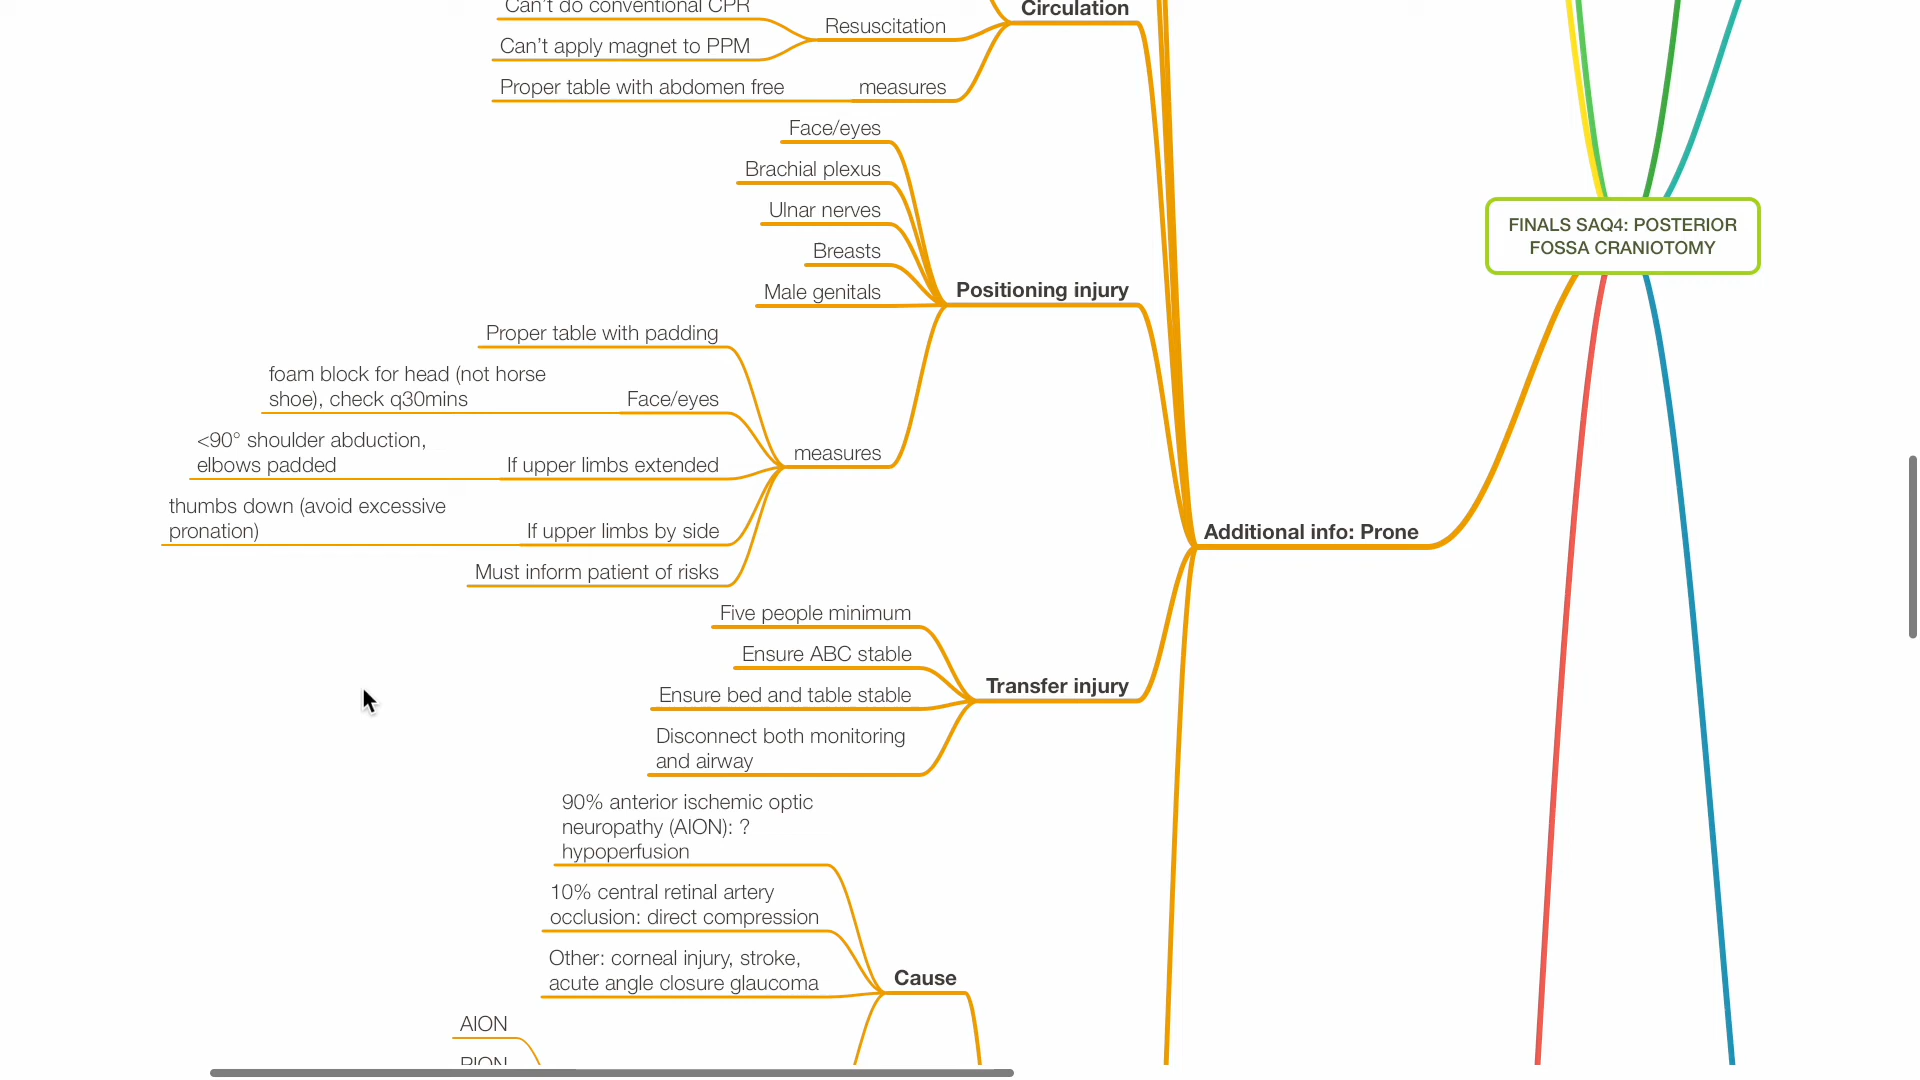 Can't do conventional CPR
Can't apply magnet to PPM
Resuscitation
Proper table with abdomen free
measures
Circulation
Face/eyes
Brachial plexus
Ulnar nerves
Breasts
Male genitals
Positioning injury
Proper table with padding
foam block for head (not horse
shoe), check q30mins
Face/eyes
<90° shoulder abduction,
elbows padded
If upper limbs extended
thumbs down (avoid excessive
pronation)
If upper limbs by side
Must inform patient of risks
measures
Five people minimum
Ensure ABC stable
Ensure bed and table stable
Disconnect both monitoring
and airway
Transfer injury
90% anterior ischemic optic
neuropathy (AION): ?
hypoperfusion
10% central retinal artery
occlusion: direct compression
Other: corneal injury, stroke,
acute angle closure glaucoma
Cause
AION
PION
Additional info: Prone
FINALS SAQ4: POSTERIOR
FOSSA CRANIOTOMY